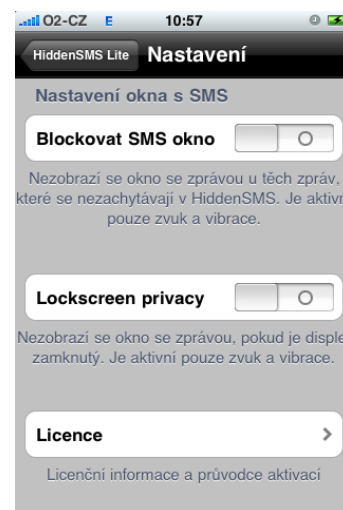 O2-CZ E 10:57
HiddenSMS Lite Nastavení
Nastavení okna s SMS
Blockovat SMS okno
Nezobrazí se okno se zprávou u těch zpráv,
které se nezachytávají v HiddenSMS. Je aktivn
pouze zvuk a vibrace.
Lockscreen privacy
Nezobrazí se okno se zprávou, pokud je disple
zamknutý. Je aktivní pouze zvuk a vibrace.
Licence
Licenční informace a průvodce aktivací